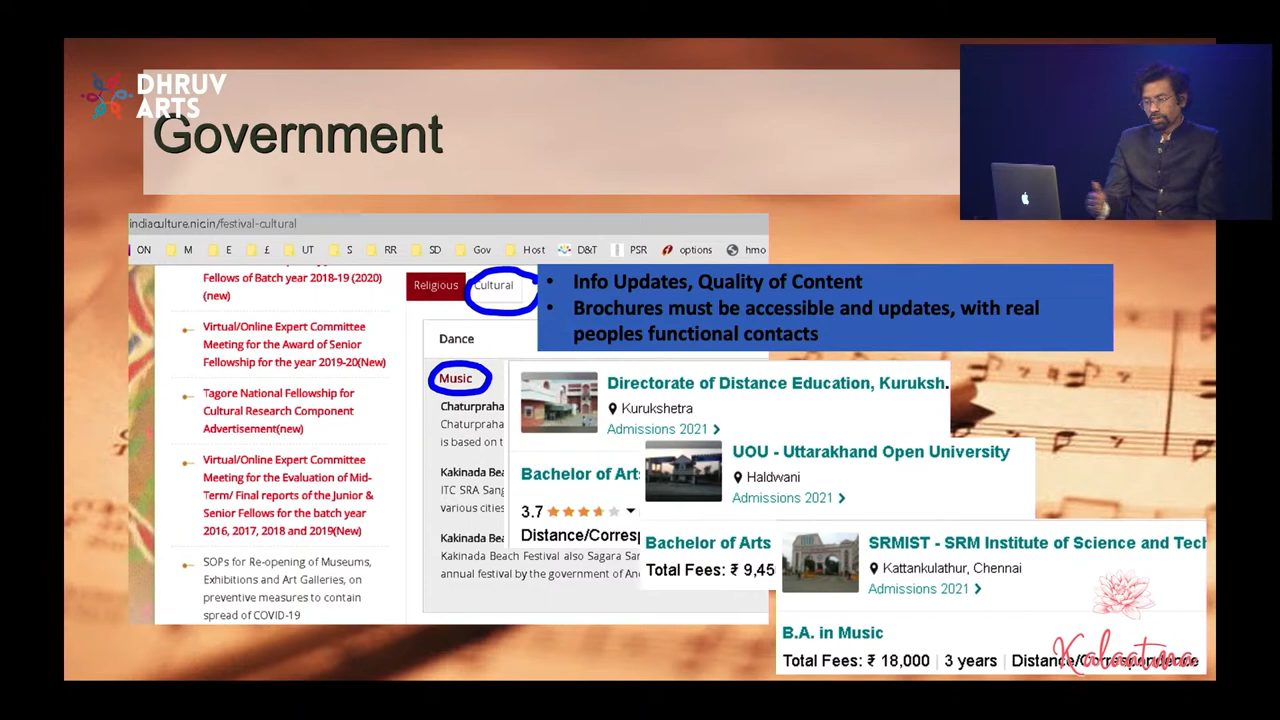 DHRUV
ARTS
Government
indiaculture.nic.in/festival-cultural
ON M E £ UT S RR SD Gov Host D&T PSR options hmo
Fellows of Batch year 2018-19 (2020)
(new)
Virtual/Online Expert Committee
Meeting for the Award of Senior
Fellowship for the year 2019-20(New)
Tagore National Fellowship for
Cultural Research Component
Advertisement(new)
Virtual/Online Expert Committee
Meeting for the Evaluation of Mid-
Term/ Final reports of the Junior &
Senior Fellows for the batch year
2016, 2017, 2018 and 2019(New)
SOPs for Re-opening of Museums,
Exhibitions and Art Galleries, on
preventive measures to contain
spread of COVID-19
Religious Cultural
Dance
Music
Chaturpraha
Chaturpraha
is based on t
Kakinada Bea
ITC SRA Sang
various cities
Kakinada Bea
Kakinada Beach Festival also Sagara Sar
annual festival by the government of An
• Info Updates, Quality of Content
• Brochures must be accessible and updates, with real
peoples functional contacts
Directorate of Distance Education, Kuruksh.
Kurukshetra
Admissions 2021
Bachelor of Arts
3.7
Distance/Corresp
UOU - Uttarakhand Open University
Haldwani
Admissions 2021
Bachelor of Arts
Total Fees: ₹ 9,45
SRMIST - SRM Institute of Science and Tech
Kattankulathur, Chennai
Admissions 2021
B.A. in Music
Total Fees: ₹ 18,000 | 3 years | Distance/Correspondence
Kalaatma